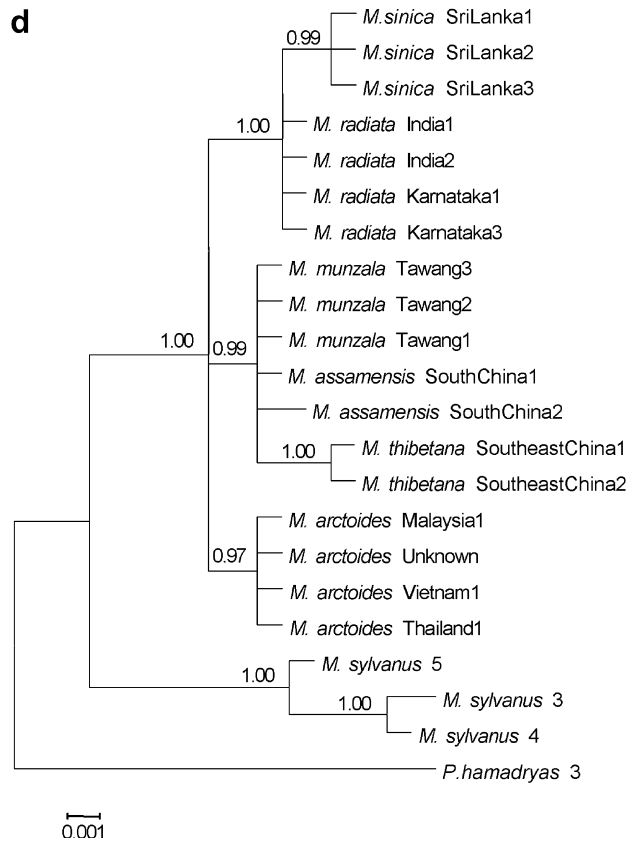 d
M.sinica SriLanka1
0.99
M.sinica SriLanka2
M.sinica SriLanka3
1.00
M. radiata India1
M. radiata India2
M. radiata Karnataka1
M. radiata Karnataka3
M. munzala Tawang3
M. munzala Tawang2
1.00
0.99
M. munzala Tawang1
M. assamensis SouthChina1
M. assamensis SouthChina2
1.00
M. thibetana SoutheastChina1
M. thibetana SoutheastChina2
M. arctoides Malaysia1
0.97
M. arctoides Unknown
M. arctoides Vietnam1
M. arctoides Thailand1
M. sylvanus 5
1.00
1.00
M. sylvanus 3
M. sylvanus 4
P.hamadryas 3
0.001